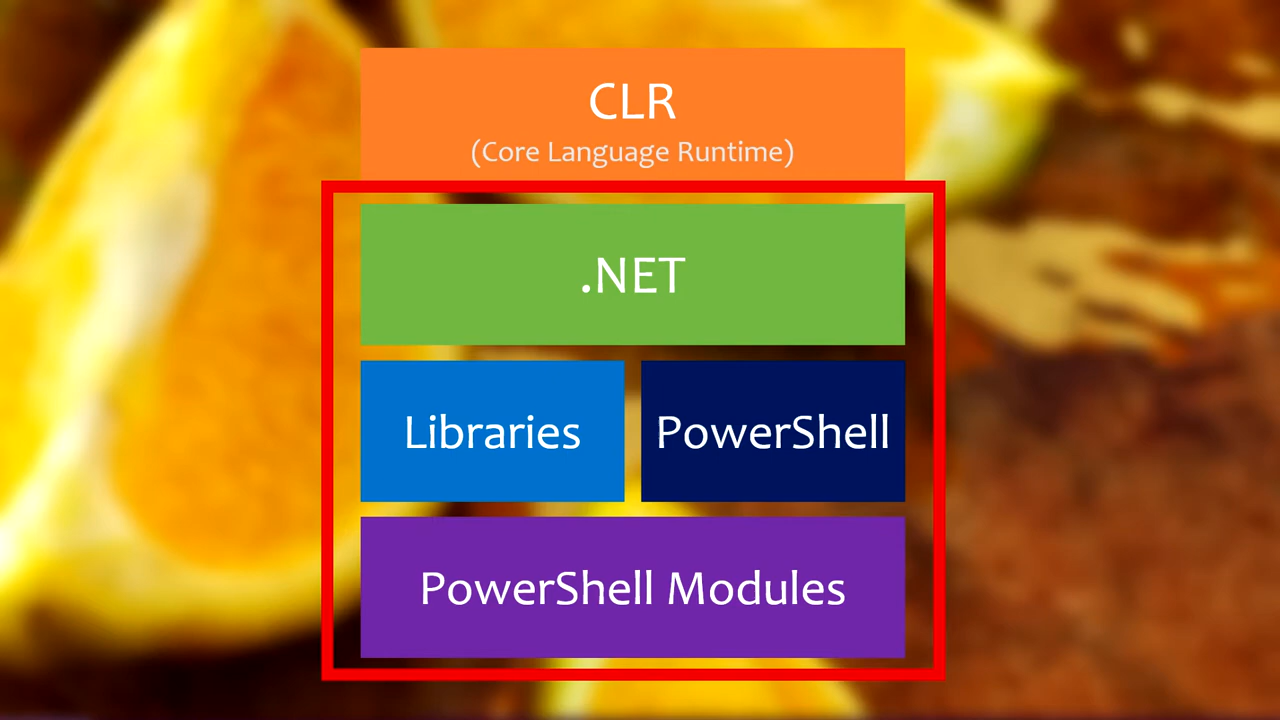 CLR
(Core Language Runtime)
.NET
Libraries
PowerShell
PowerShell Modules